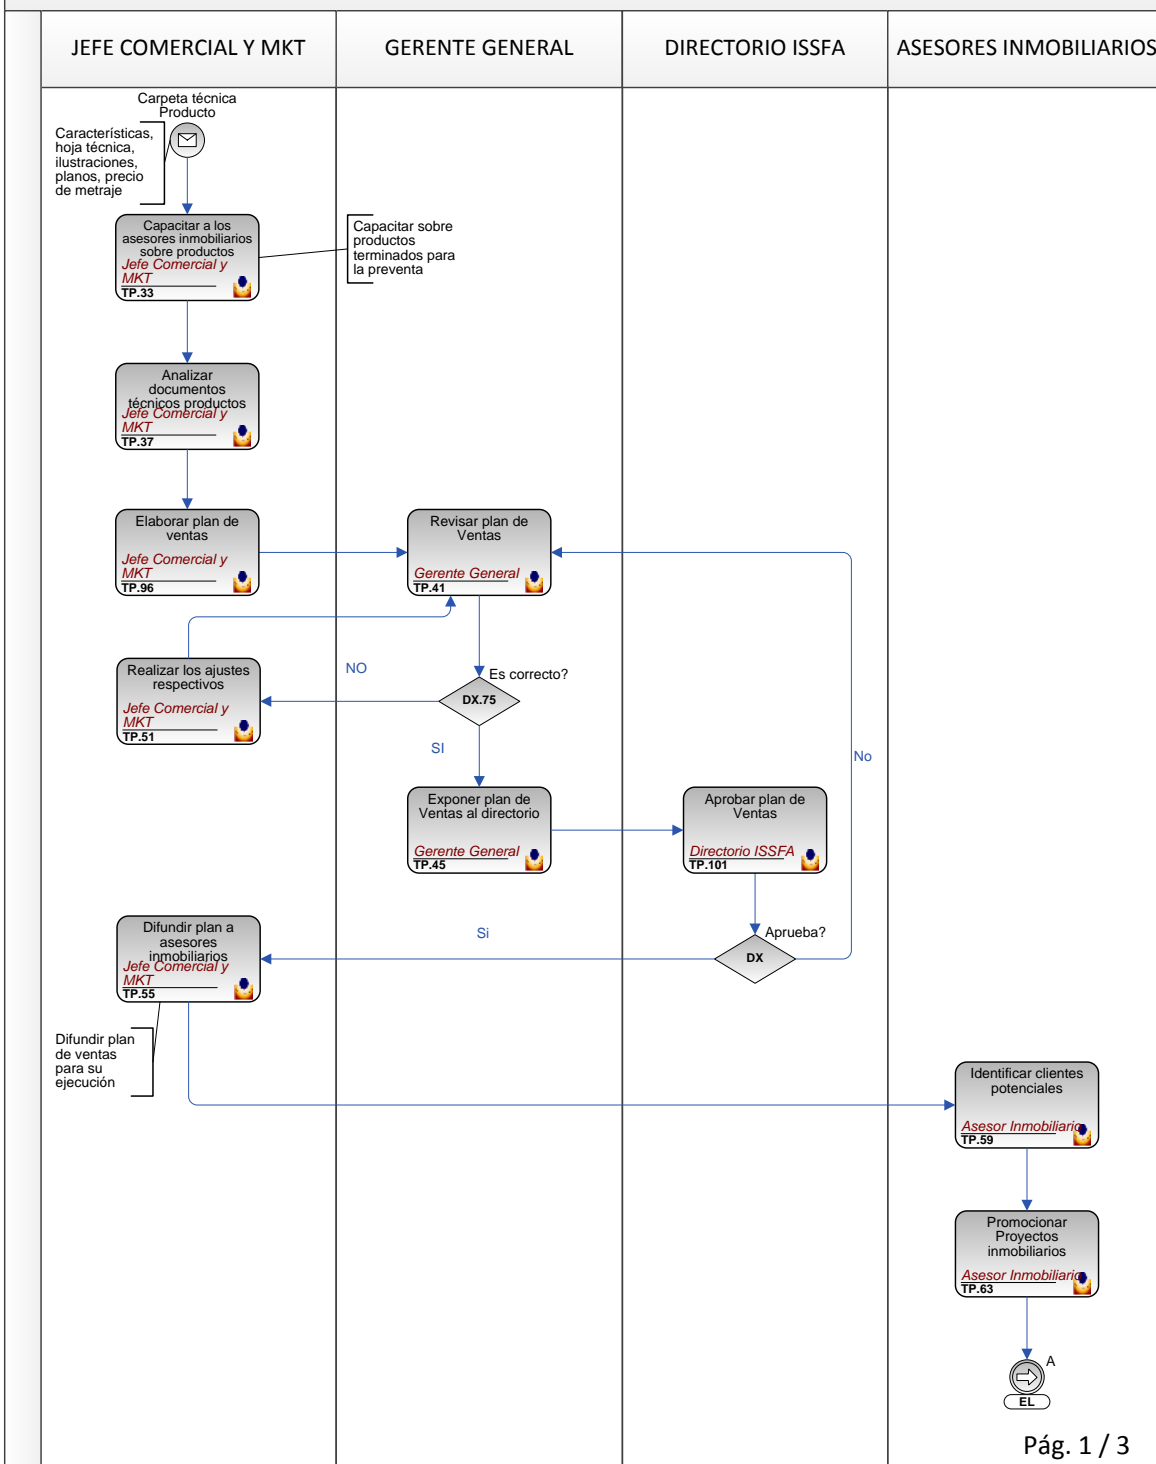 JEFE COMERCIAL Y MKT
GERENTE GENERAL
DIRECTORIO ISSFA
ASESORES INMOBILIARIOS
Carpeta técnica
Producto
Características,
hoja técnica,
ilustraciones,
planos, precio
de metraje
Capacitar a los
asesores inmobiliarios
sobre productos
Jefe Comercial y
MKT
TP.33
Capacitar sobre
productos
terminados para
la preventa
Analizar
documentos
técnicos productos
Jefe Comercial y
MKT
TP.37
Elaborar plan de
ventas
Jefe Comercial y
MKT
TP.96
Revisar plan de
Ventas
Gerente General
TP.41
Realizar los ajustes
respectivos
Jefe Comercial y
MKT
TP.51
NO
Es correcto?
DX.75
SI
No
Exponer plan de
Ventas al directorio
Gerente General
TP.45
Aprobar plan de
Ventas
Directorio ISSFA
TP.101
Difundir plan a
asesores
inmobiliarios
Jefe Comercial y
MKT
TP.55
Si
Aprueba?
DX
Difundir plan
de ventas
para su
ejecución
Identificar clientes
potenciales
Asesor Inmobiliario
TP.59
Promocionar
Proyectos
inmobiliarios
Asesor Inmobiliario
TP.63
A
EL
Pág. 1 / 3